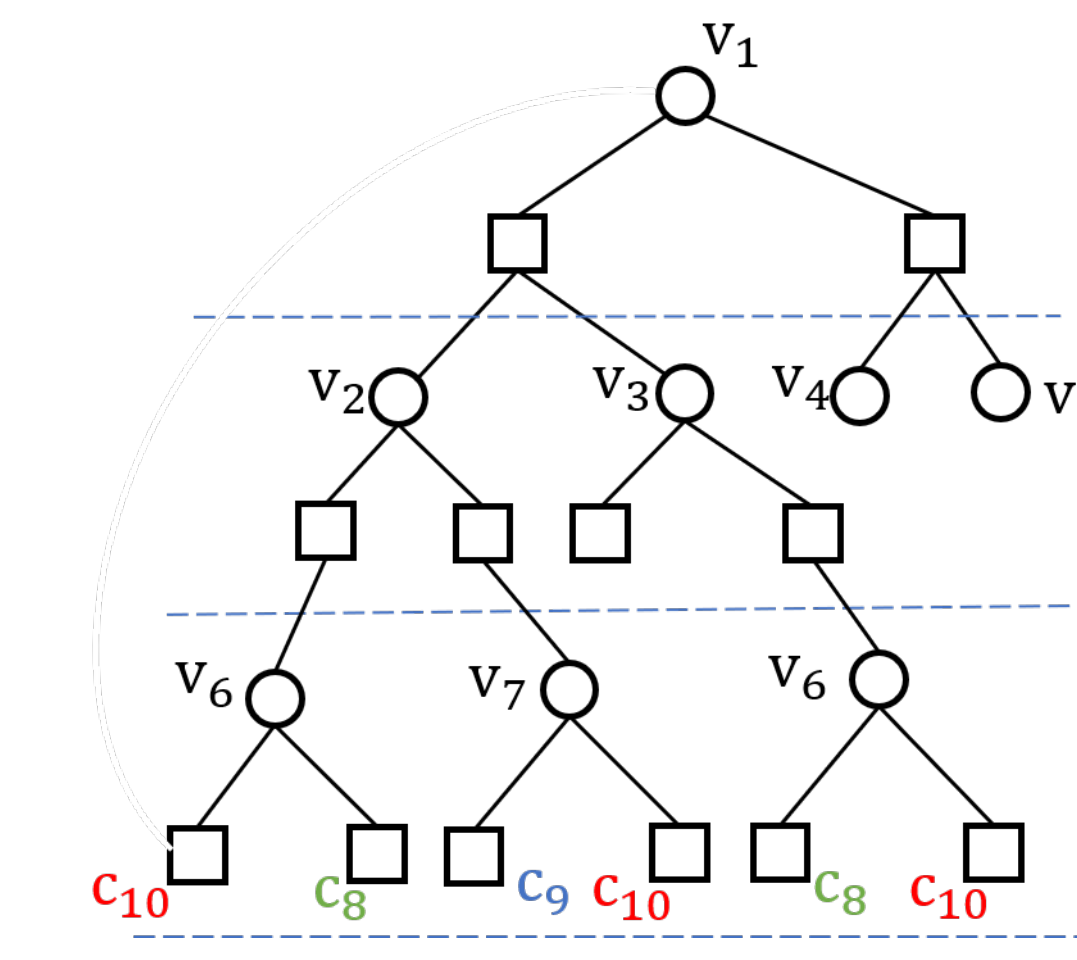 v₁
v₂ v₃ v₄ v
v₆ v₇ v₆
c₁₀ c₈ c₉ c₁₀ c₈ c₁₀